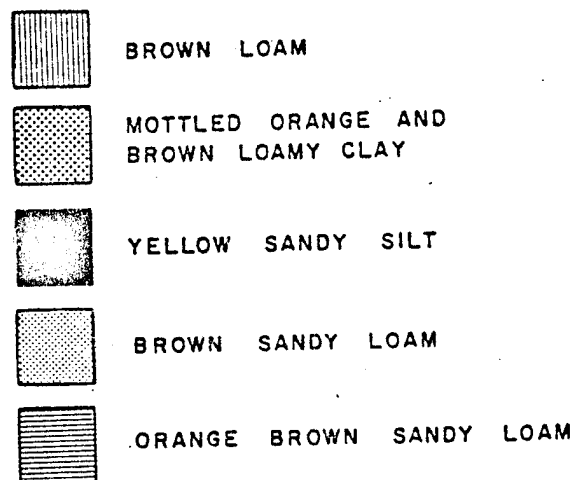 BROWN LOAM
MOTTLED ORANGE AND
BROWN LOAMY CLAY
YELLOW SANDY SILT
BROWN SANDY LOAM
ORANGE BROWN SANDY LOAM